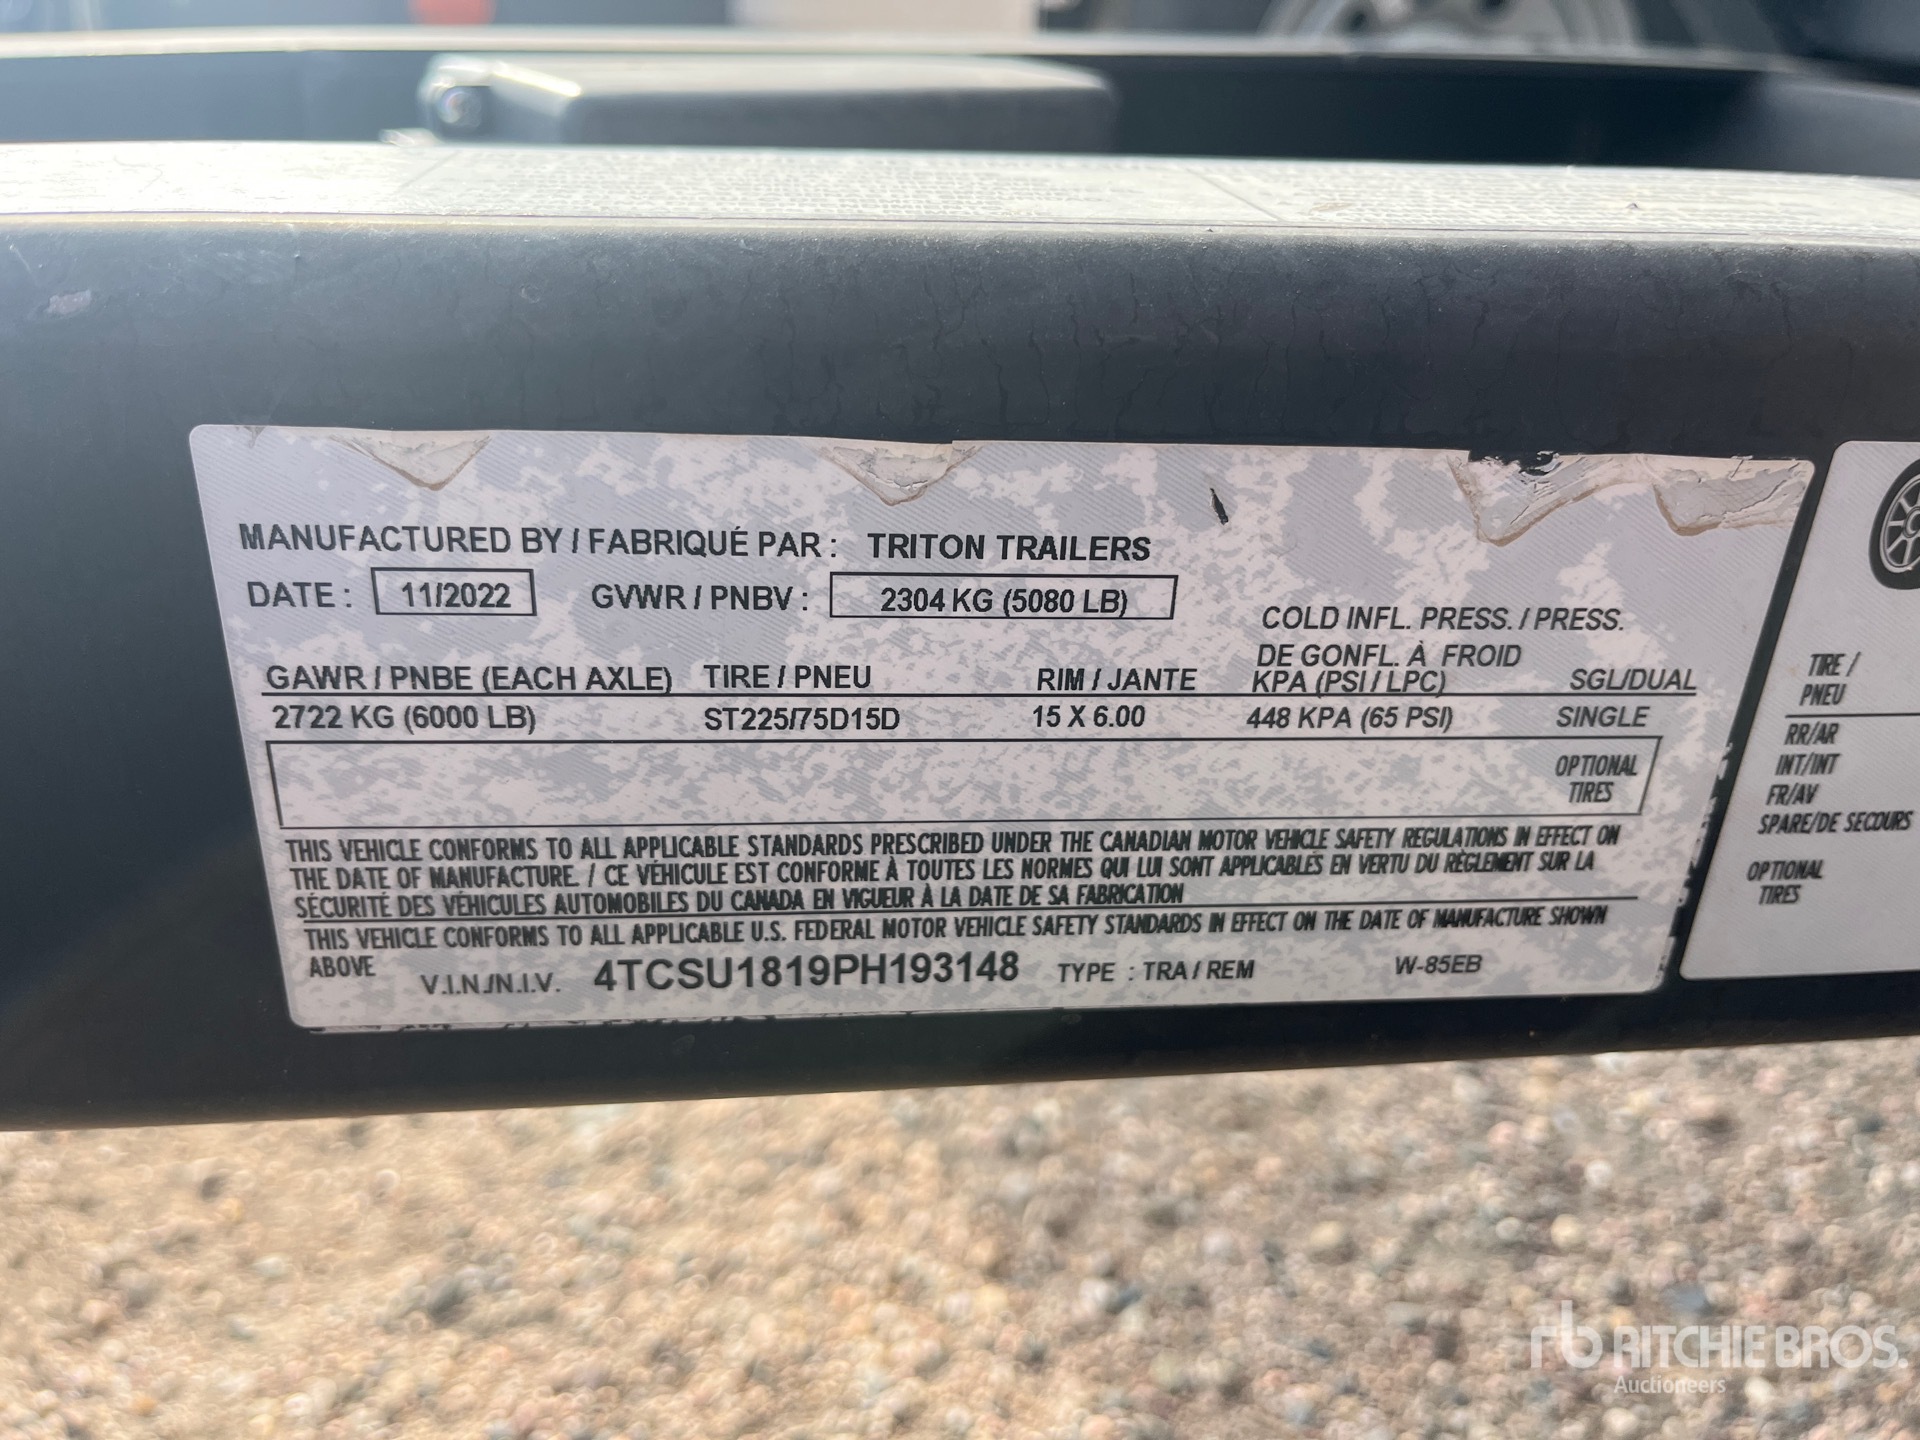 MANUFACTURED BY / FABRIQUÉ PAR : TRITON TRAILERS
DATE : 11/2022 GVWR / PNBV : 2304 KG (5080 LB)
COLD INFL. PRESS. / PRESS.
DE GONFL. À FROID
GAWR / PNBE (EACH AXLE) TIRE / PNEU RIM / JANTE KPA (PSI / LPC) SGL/DUAL
2722 KG (6000 LB) ST225/75D15D 15 X 6.00 448 KPA (65 PSI) SINGLE
OPTIONAL
TIRES
THIS VEHICLE CONFORMS TO ALL APPLICABLE STANDARDS PRESCRIBED UNDER THE CANADIAN MOTOR VEHICLE SAFETY REGULATIONS IN EFFECT ON
THE DATE OF MANUFACTURE. / CE VÉHICULE EST CONFORME À TOUTES LES NORMES QUI LUI SONT APPLICABLES EN VERTU DU RÈGLEMENT SUR LA
SÉCURITÉ DES VÉHICULES AUTOMOBILES DU CANADA EN VIGUEUR À LA DATE DE SA FABRICATION
THIS VEHICLE CONFORMS TO ALL APPLICABLE U.S. FEDERAL MOTOR VEHICLE SAFETY STANDARDS IN EFFECT ON THE DATE OF MANUFACTURE SHOWN
ABOVE V.I.N./N.I.V. 4TCSU1819PH193148 TYPE : TRA / REM W-85EB
TIRE /
PNEU
RR/AR
INT/INT
FR/AV
SPARE/DE SECOURS
OPTIONAL
TIRES
rb RITCHIE BROS.
Auctioneers